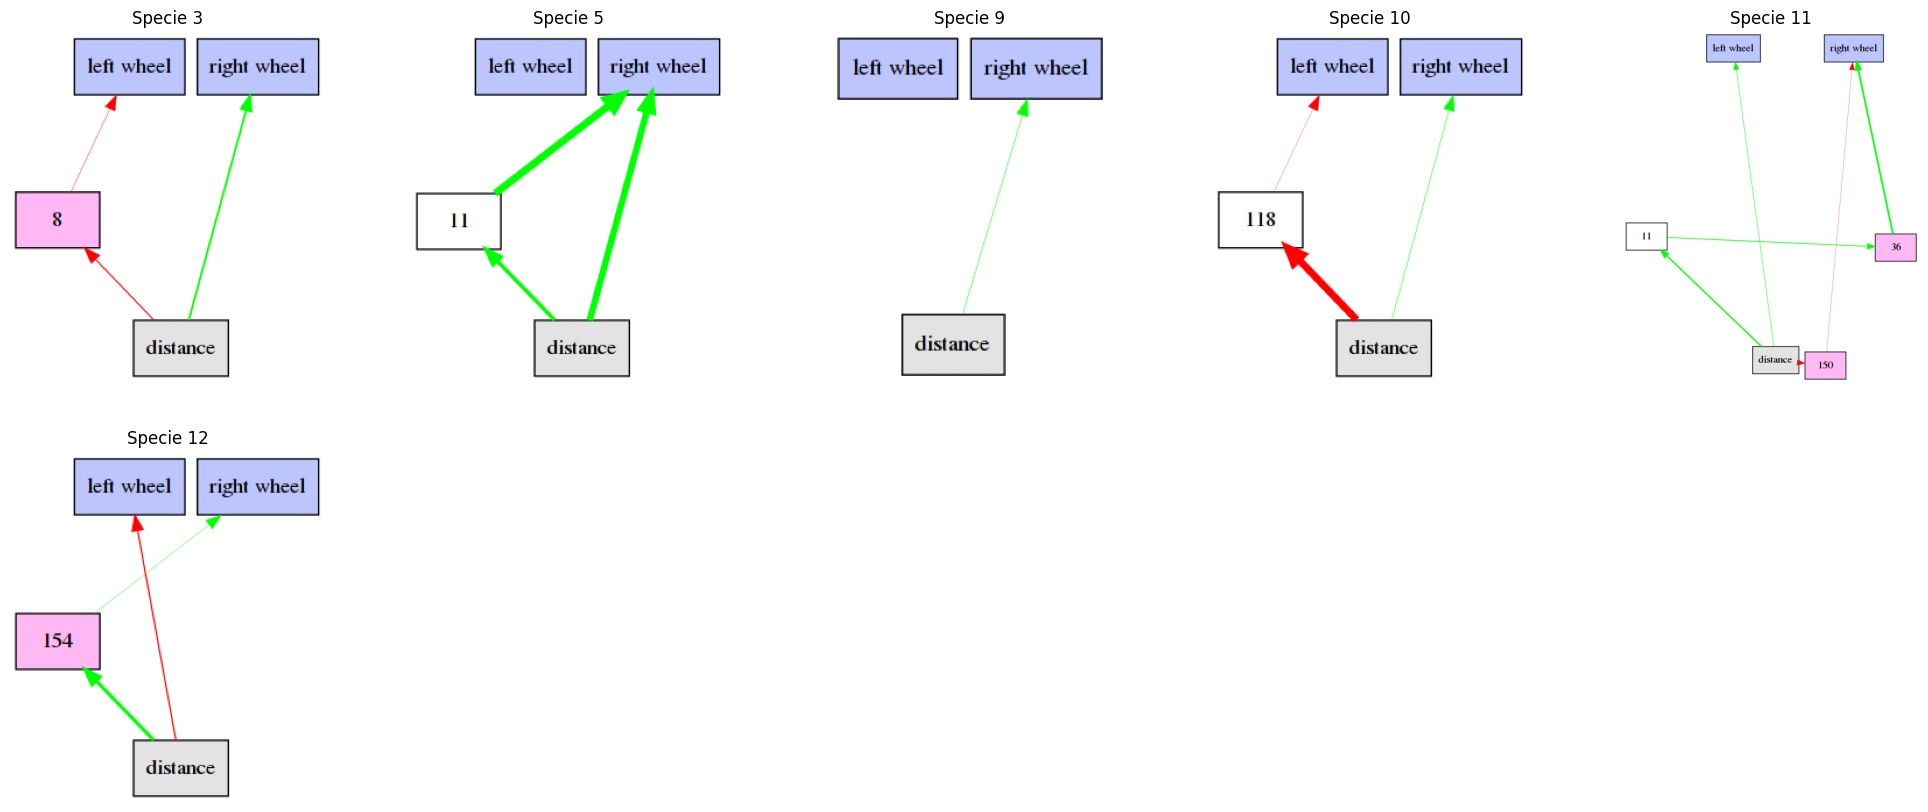 Specie 3
left wheel
right wheel
8
distance
Specie 5
left wheel
right wheel
11
distance
Specie 9
left wheel
right wheel
distance
Specie 10
left wheel
right wheel
118
distance
Specie 11
left wheel
right wheel
11
36
distance
150
Specie 12
left wheel
right wheel
154
distance